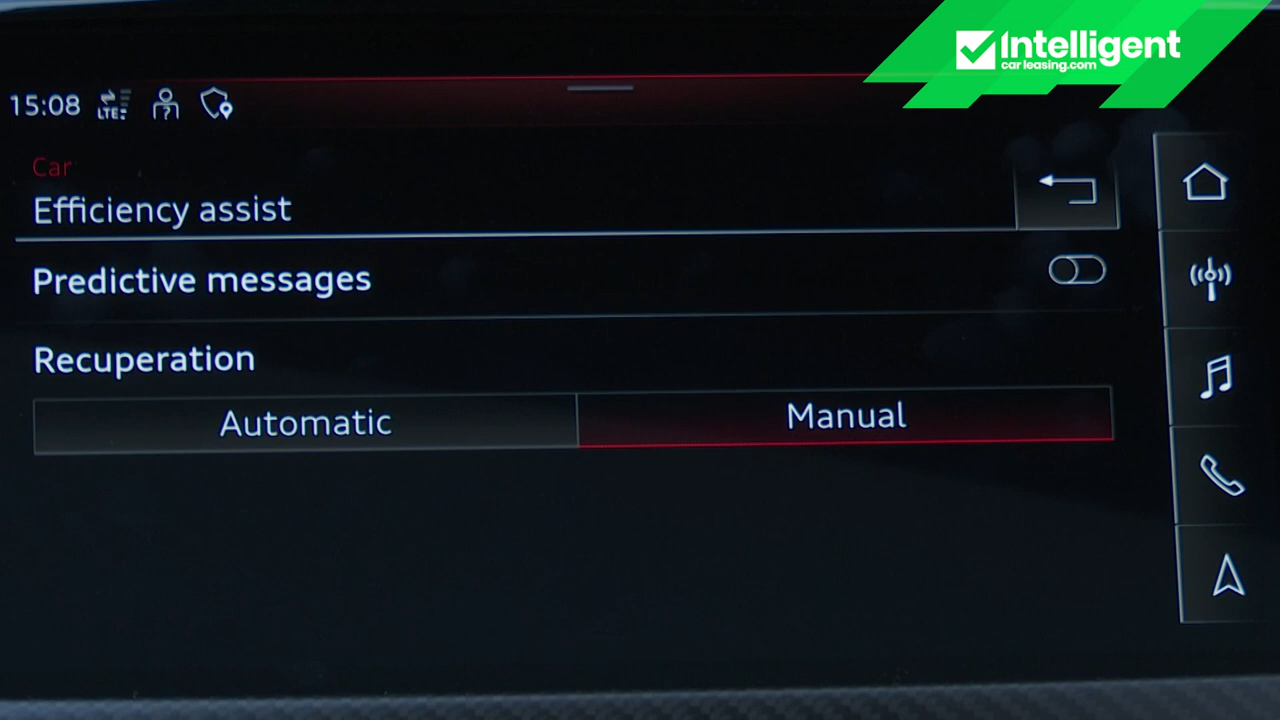 Intelligent
carleasing.com
15:08
LTE
?
Car
Efficiency assist
Predictive messages
Recuperation
Automatic
Manual